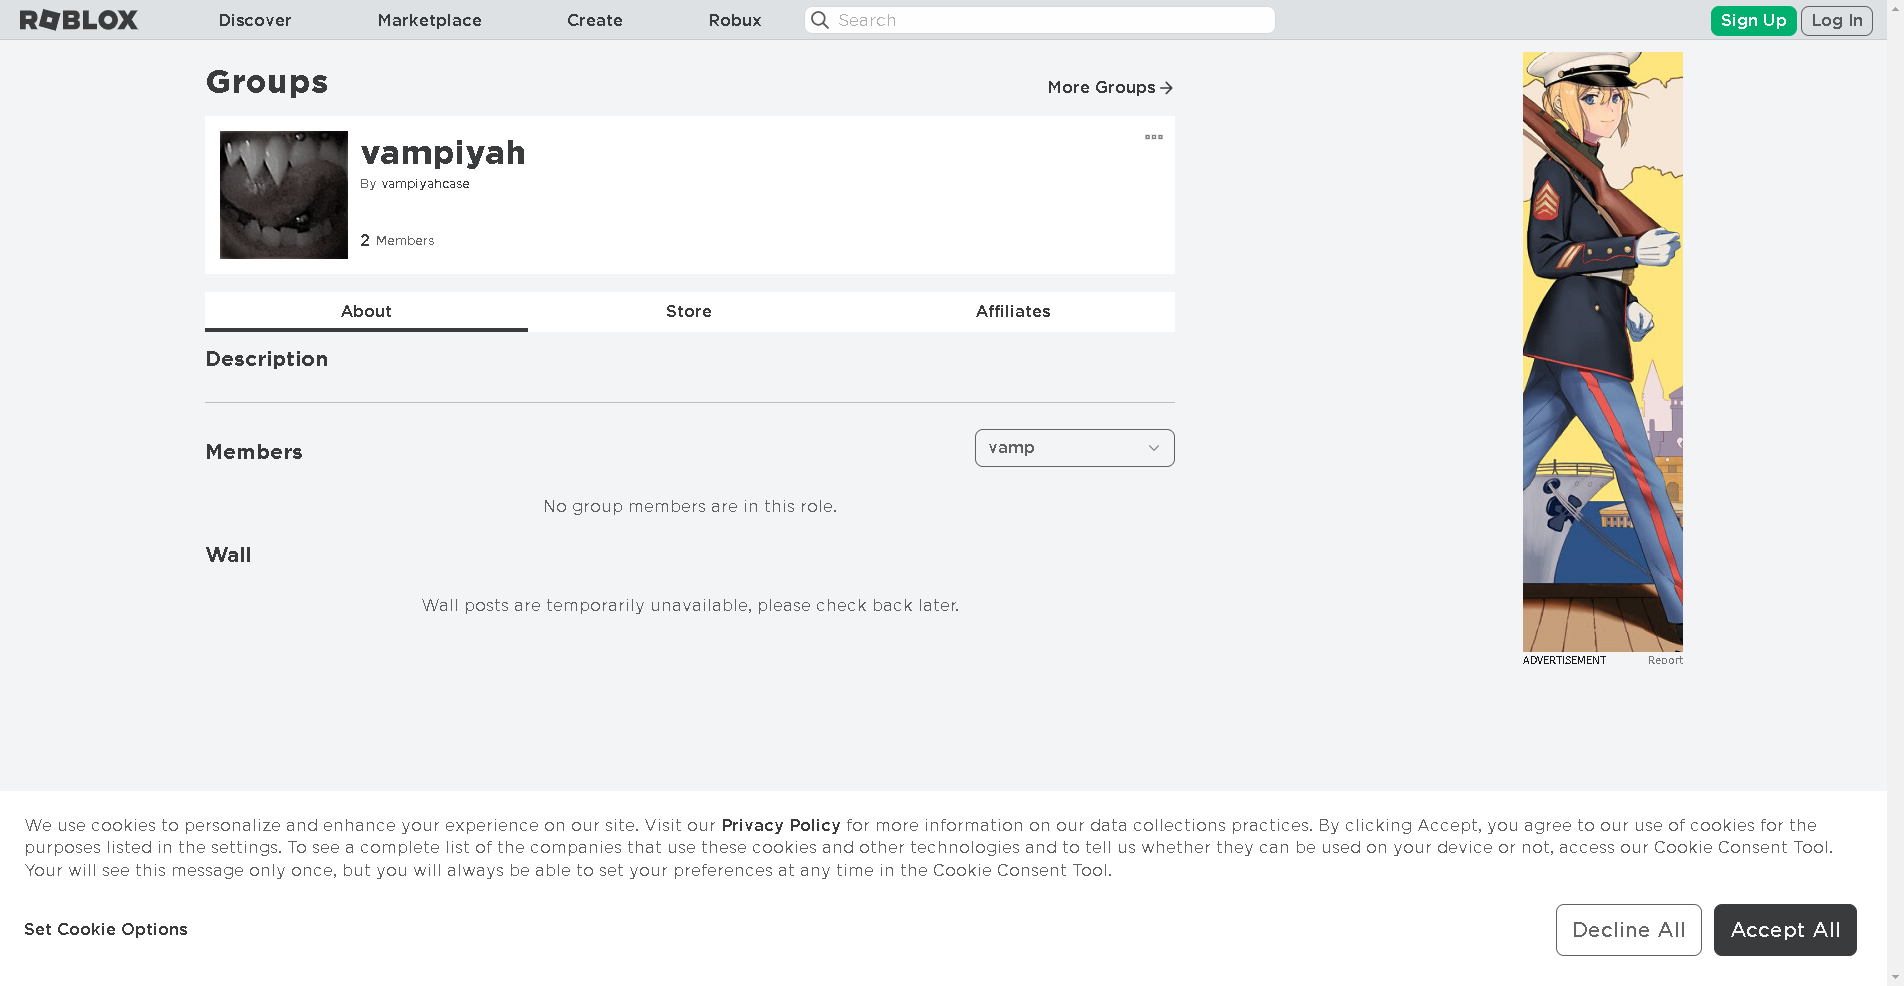 ROBLOX Discover Marketplace Create Robux Search Sign Up Log In
Groups
More Groups
vampiyah
By vampiyahcase
2 Members
About Store Affiliates
Description
Members
vamp
No group members are in this role.
Wall
Wall posts are temporarily unavailable, please check back later.
ADVERTISEMENT Report
We use cookies to personalize and enhance your experience on our site. Visit our Privacy Policy for more information on our data collections practices. By clicking Accept, you agree to our use of cookies for the
purposes listed in the settings. To see a complete list of the companies that use these cookies and other technologies and to tell us whether they can be used on your device or not, access our Cookie Consent Tool.
Your will see this message only once, but you will always be able to set your preferences at any time in the Cookie Consent Tool.
Set Cookie Options
Decline All
Accept All